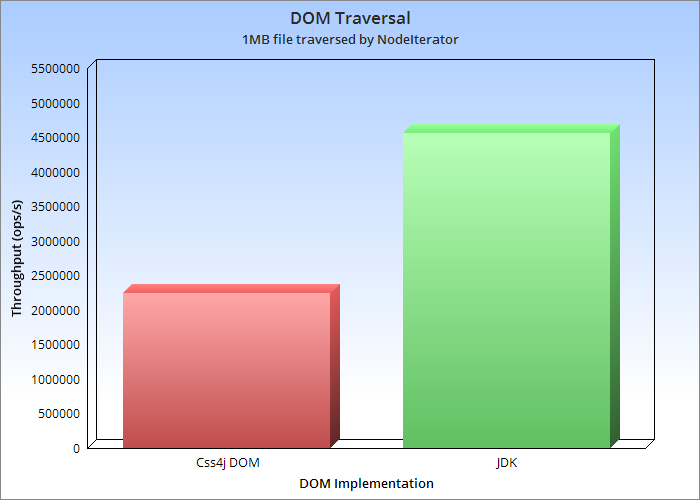 DOM Traversal
1MB file traversed by NodeIterator
5500000
5000000
4500000
4000000
3500000
3000000
2500000
2000000
1500000
1000000
500000
0
Throughput (ops/s)
Css4j DOM
JDK
DOM Implementation